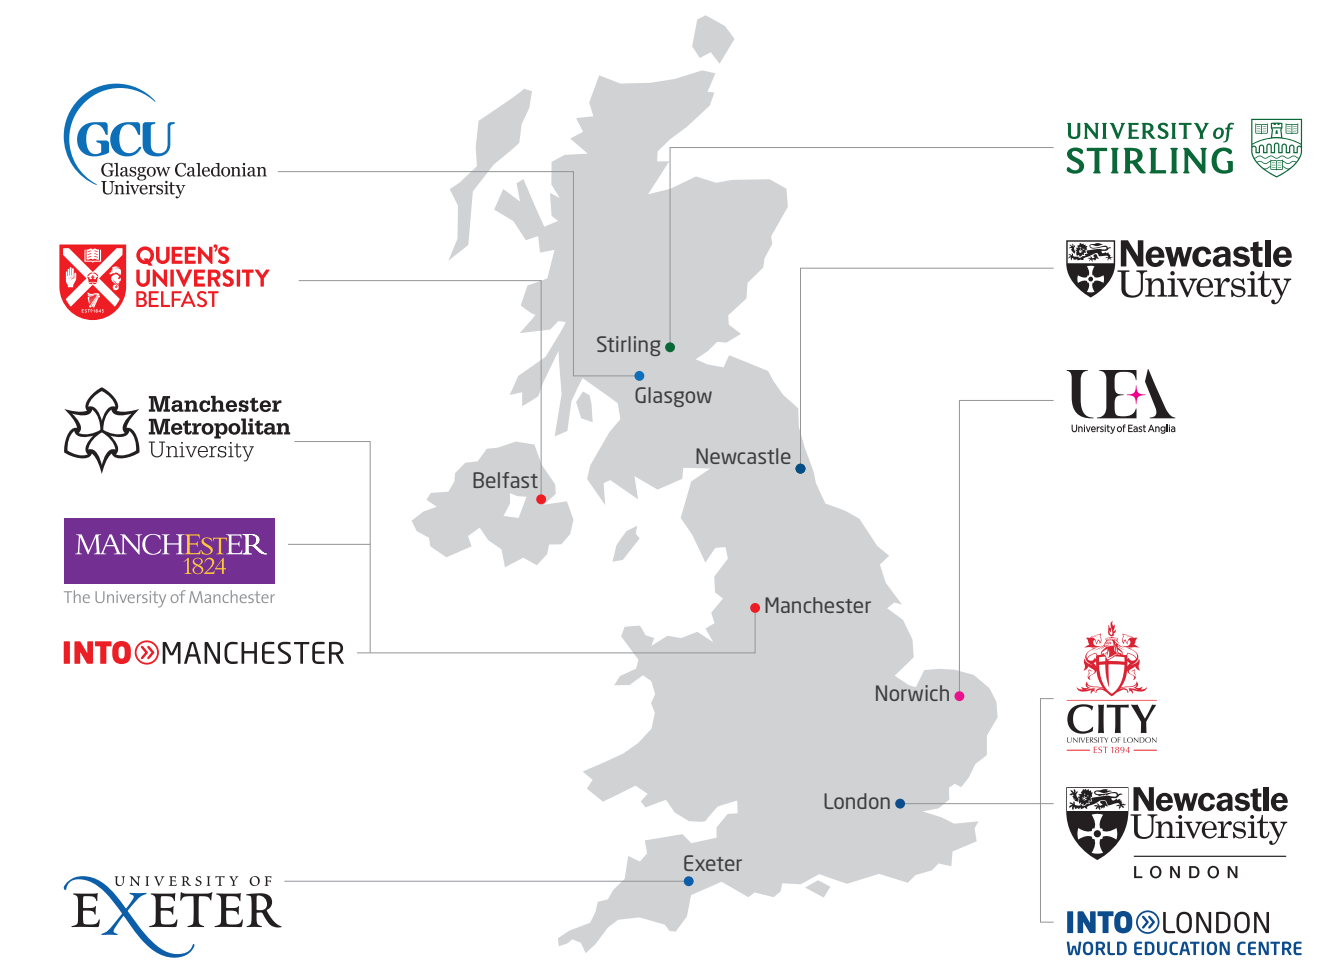 GCU
Glasgow Caledonian
University
QUEEN'S
UNIVERSITY
BELFAST
ESTD1845
Manchester
Metropolitan
University
MANCHESTER
1824
The University of Manchester
INTO MANCHESTER
UNIVERSITY OF
EXETER
Stirling
Glasgow
Newcastle
Belfast
Manchester
Norwich
London
Exeter
UNIVERSITY of
STIRLING
Newcastle
University
UEA
University of East Anglia
CITY
UNIVERSITY OF LONDON
EST 1894
Newcastle
University
LONDON
INTO LONDON
WORLD EDUCATION CENTRE